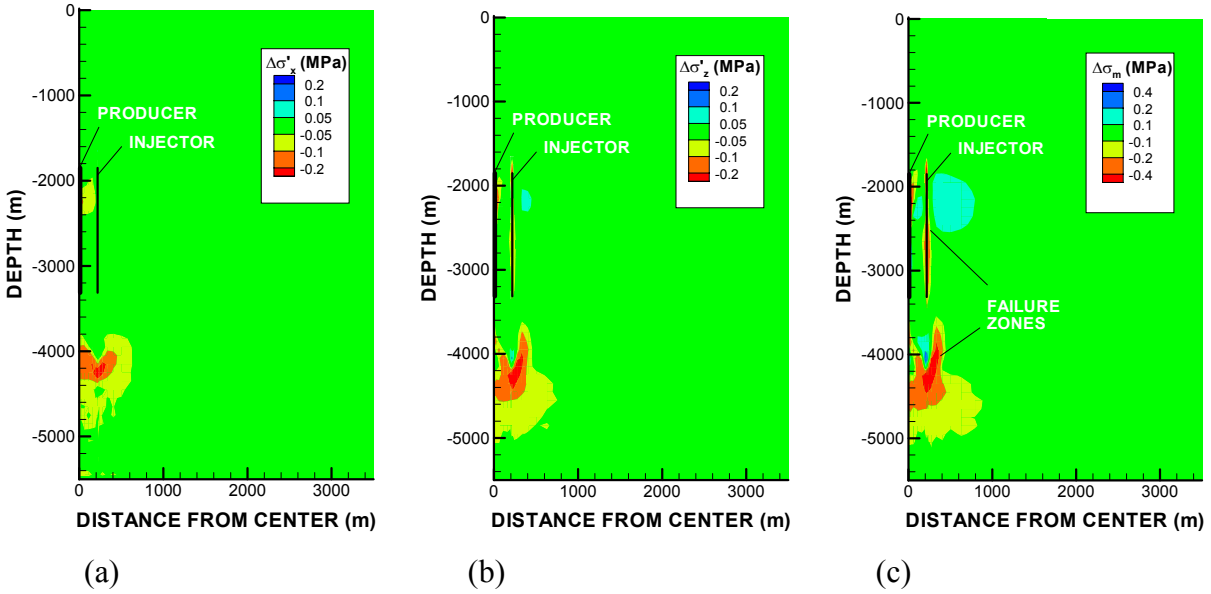 0
-1000
-2000
-3000
-4000
-5000
DEPTH (m)
0 1000 2000 3000
DISTANCE FROM CENTER (m)
Δσ'x (MPa)
0.2
0.1
0.05
-0.05
-0.1
-0.2
PRODUCER
INJECTOR
(a)
0
-1000
-2000
-3000
-4000
-5000
DEPTH (m)
0 1000 2000 3000
DISTANCE FROM CENTER (m)
Δσ'z (MPa)
0.2
0.1
0.05
-0.05
-0.1
-0.2
PRODUCER
INJECTOR
(b)
0
-1000
-2000
-3000
-4000
-5000
DEPTH (m)
0 1000 2000 3000
DISTANCE FROM CENTER (m)
Δσm (MPa)
0.4
0.2
0.1
-0.1
-0.2
-0.4
PRODUCER
INJECTOR
FAILURE
ZONES
(c)